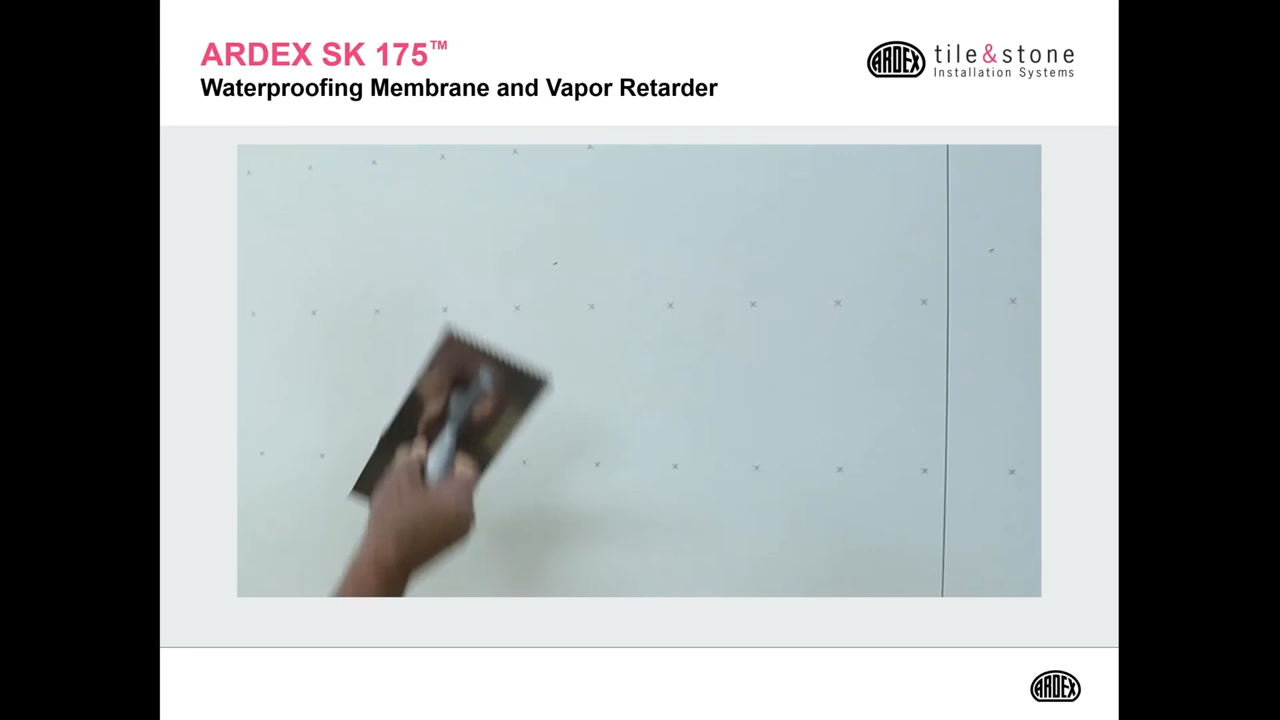 ARDEX SK 175™
Waterproofing Membrane and Vapor Retarder
ARDEX tile&stone
Installation Systems
ARDEX